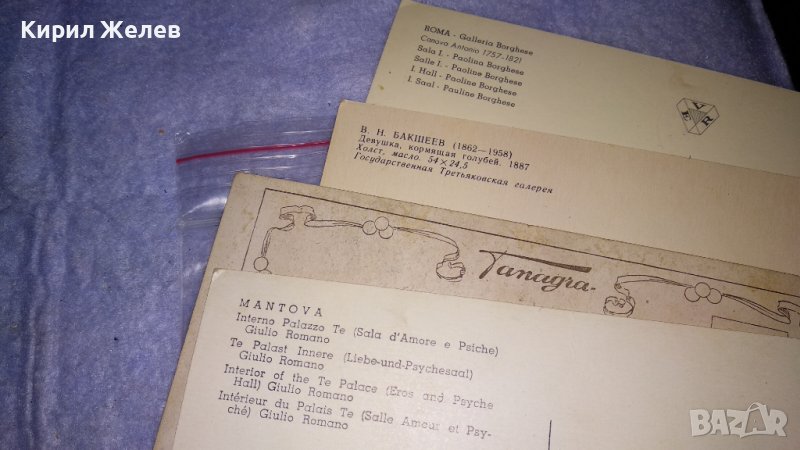 Кирил Желев
ROMA - Galleria Borghese
Canova Antonio 1757-1821
Sala I. - Paolina Borghese
Salle I. - Pauline Borghese
I. Hall - Pauline Borghese
I. Saal - Pauline Borghese
В. Н. БАКШЕЕВ (1862—1958)
Девушка, кормящая голубей. 1887
Холст, масло. 54×24,5
Государственная Третьяковская галерея
Tanagra
MANTOVA
Interno Palazzo Te (Sala d'Amore e Psiche)
Giulio Romano
Te Palast Innere (Liebe-und-Psychesaal)
Giulio Romano
Interior of the Te Palace (Eros and Psyche
Hall) Giulio Romano
Intérieur du Palais Te (Salle Amour et Psy-
ché) Giulio Romano
BAZAR